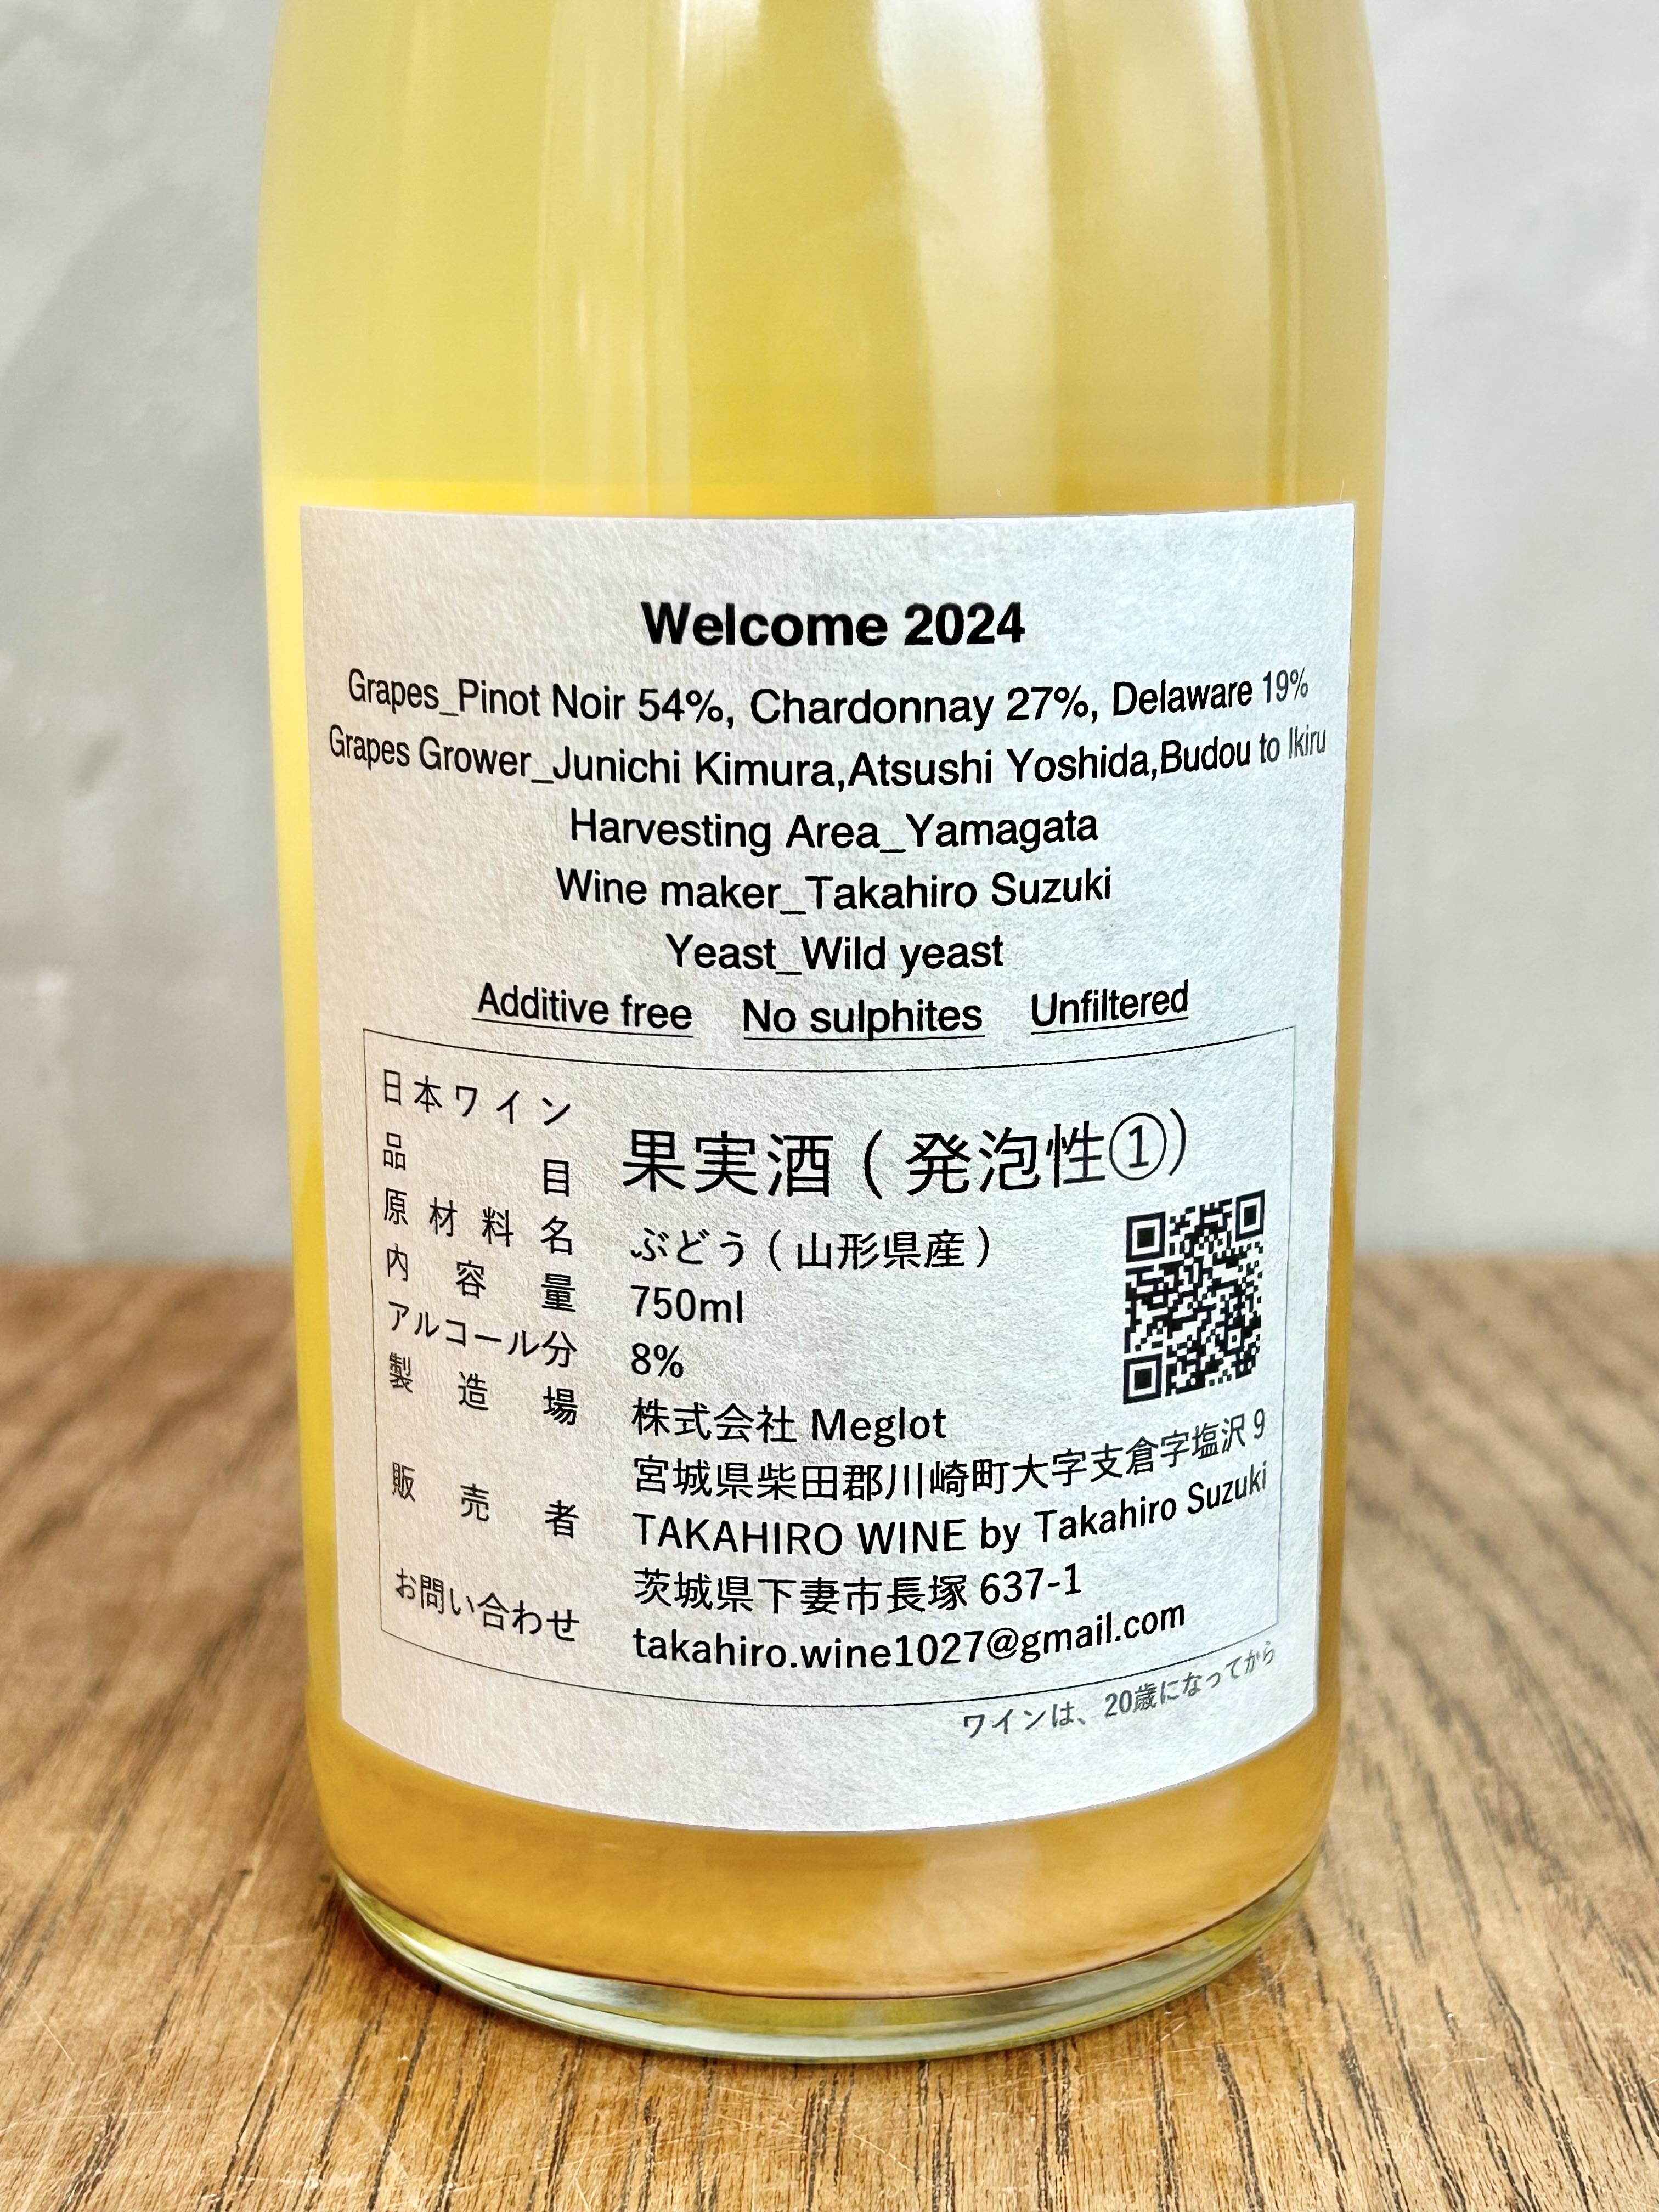 Welcome 2024
Grapes_Pinot Noir 54%, Chardonnay 27%, Delaware 19%
Grapes Grower_Junichi Kimura,Atsushi Yoshida,Budou to Ikiru
Harvesting Area_Yamagata
Wine maker_Takahiro Suzuki
Yeast_Wild yeast
Additive free No sulphites Unfiltered
日本ワイン
品目 果実酒(発泡性①)
原材料名 ぶどう(山形県産)
内容量 750ml
アルコール分 8%
製造場 株式会社 Meglot
宮城県柴田郡川崎町大字支倉字塩沢 9
販売者 TAKAHIRO WINE by Takahiro Suzuki
茨城県下妻市長塚 637-1
お問い合わせ takahiro.wine1027@gmail.com
ワインは、20歳になってから